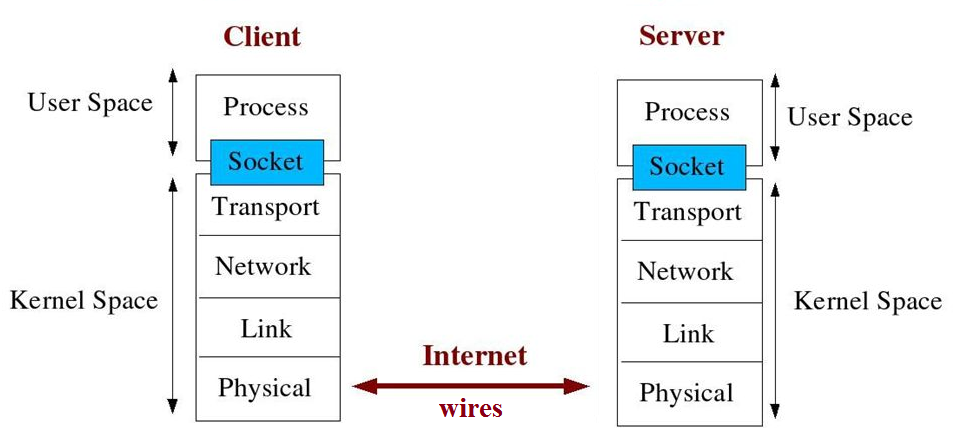 Client
Server
User Space
Process
Socket
Transport
Network
Kernel Space
Link
Physical
Internet
wires
Process
User Space
Socket
Transport
Network
Kernel Space
Link
Physical